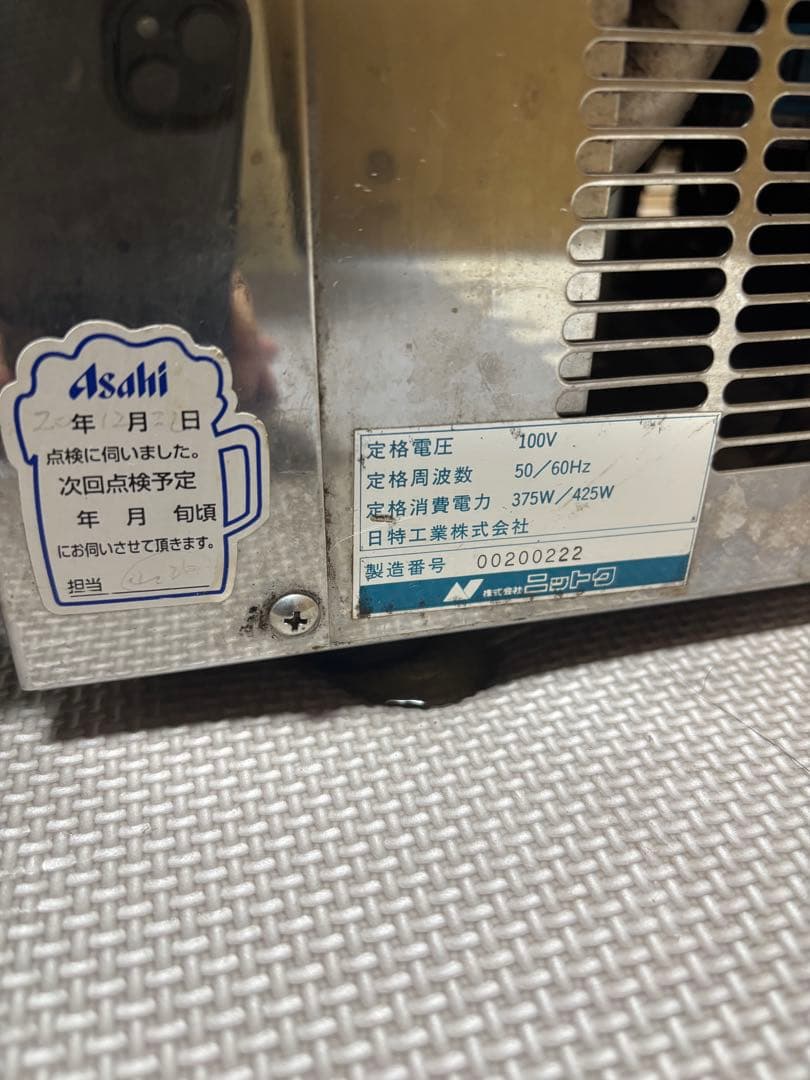 Asahi
年12月 日
点検に伺いました。
次回点検予定
年 月 旬頃
にお伺いさせて頂きます。
担当
定格電圧 100V
定格周波数 50/60Hz
定格消費電力 375W/425W
日特工業株式会社
製造番号 00200222
N 株式会社ニットク